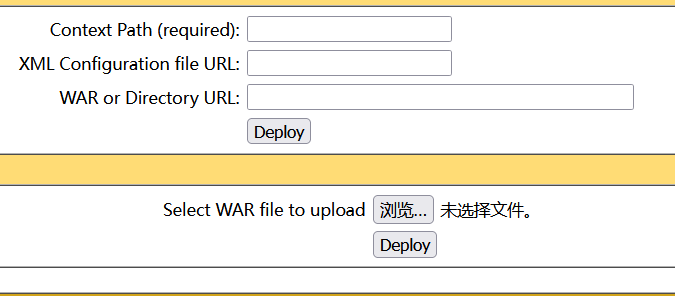 Context Path (required):
XML Configuration file URL:
WAR or Directory URL:
Deploy
Select WAR file to upload 浏览... 未选择文件。
Deploy